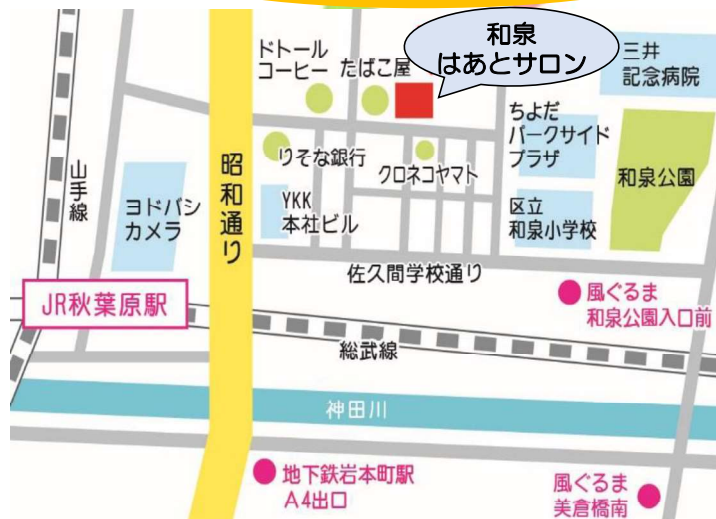 和泉
はあとサロン
ドトール
コーヒー
たばこ屋
三井
記念病院
ちよだ
パークサイド
プラザ
和泉公園
りそな銀行
クロネコヤマト
昭和通り
山手線
ヨドバシ
カメラ
YKK
本社ビル
区立
和泉小学校
佐久間学校通り
風ぐるま
和泉公園入口前
JR秋葉原駅
総武線
神田川
地下鉄岩本町駅
A4出口
風ぐるま
美倉橋南